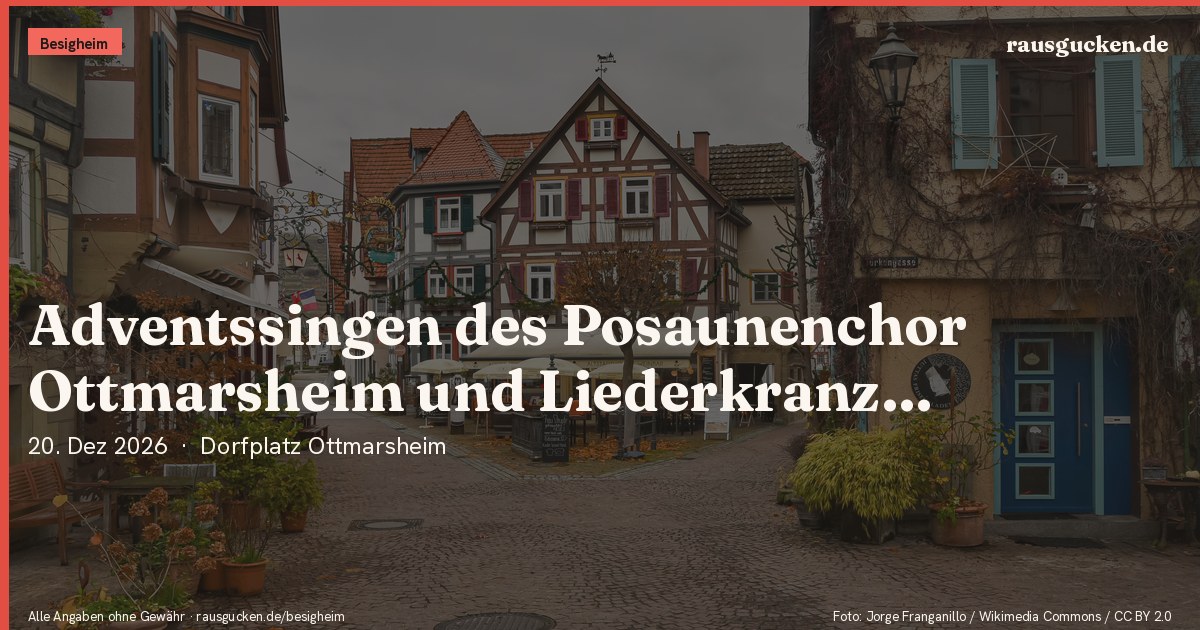 Besigheim
rausgucken.de
Adventssingen des Posaunenchor
Ottmarsheim und Liederkranz...
20. Dez 2026 · Dorfplatz Ottmarsheim
Alle Angaben ohne Gewähr · rausgucken.de/besigheim
Foto: Jorge Franganillo / Wikimedia Commons / CC BY 2.0